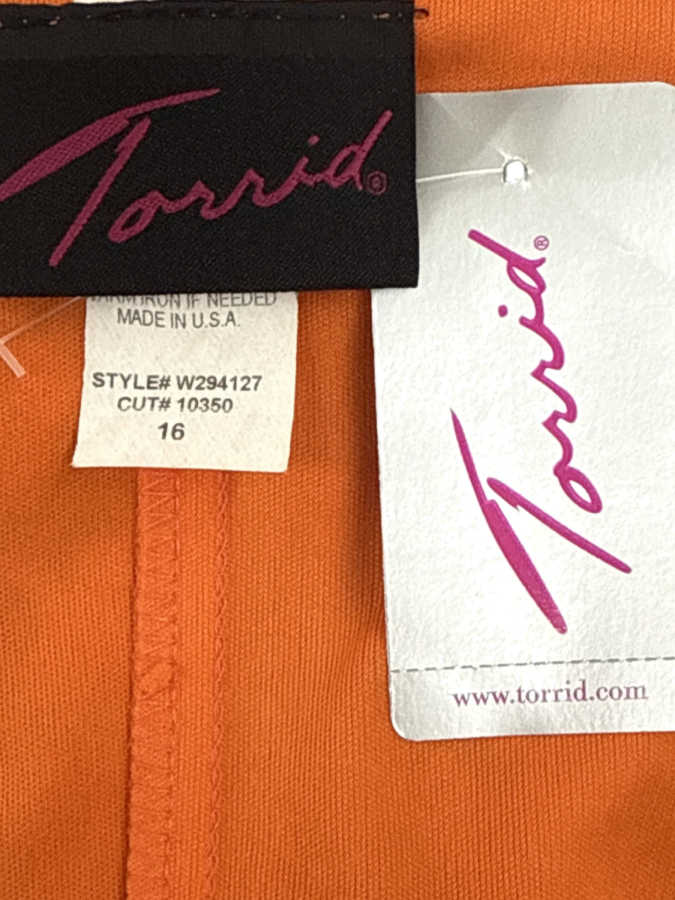 Torrid®
WARM IRON IF NEEDED
MADE IN U.S.A.
STYLE# W294127
CUT# 10350
16
Torrid®
www.torrid.com